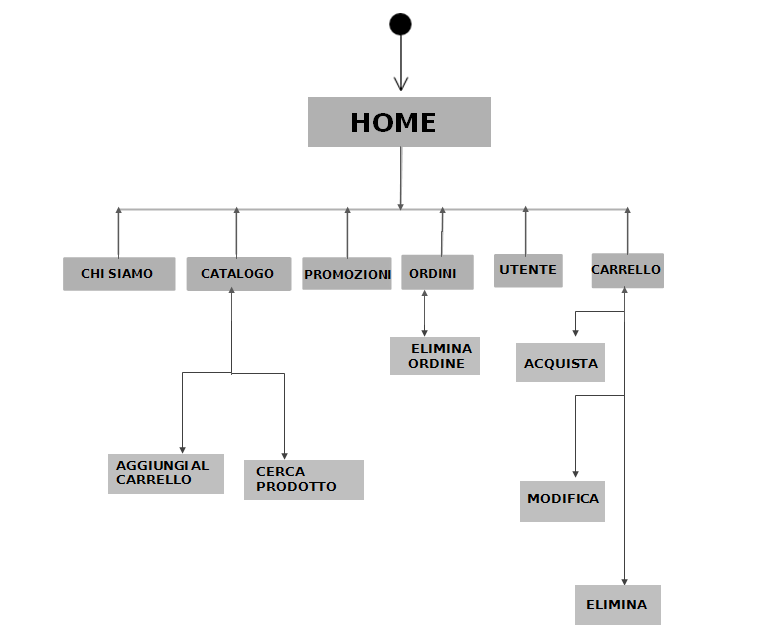 HOME
CHI SIAMO
CATALOGO
PROMOZIONI
ORDINI
UTENTE
CARRELLO
ELIMINA
ORDINE
ACQUISTA
AGGIUNGI AL
CARRELLO
CERCA
PRODOTTO
MODIFICA
ELIMINA